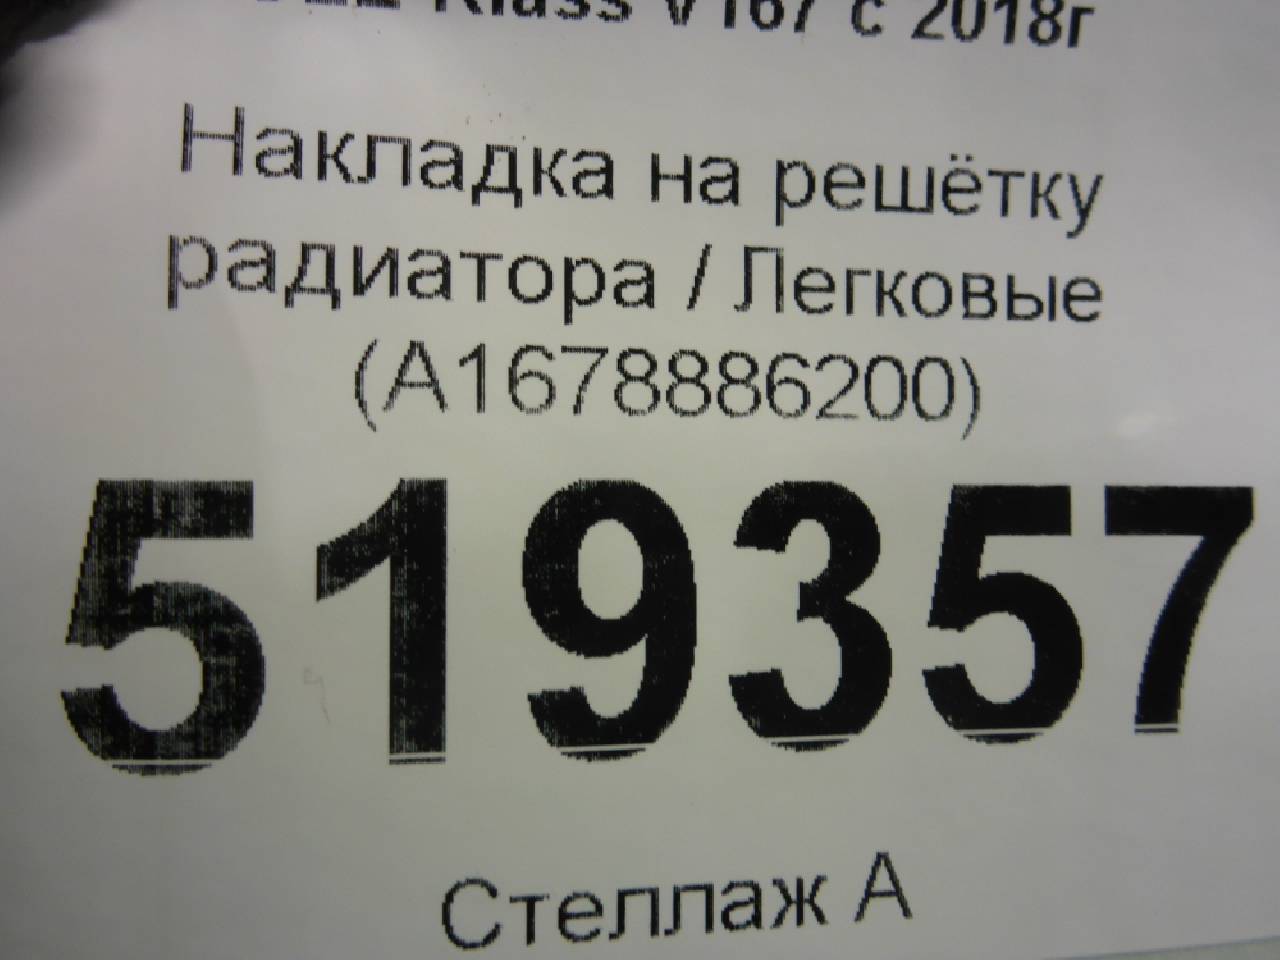 Klass V167 с 2018г
Накладка на решётку
радиатора / Легковые
(A1678886200)
519357
Стеллаж А